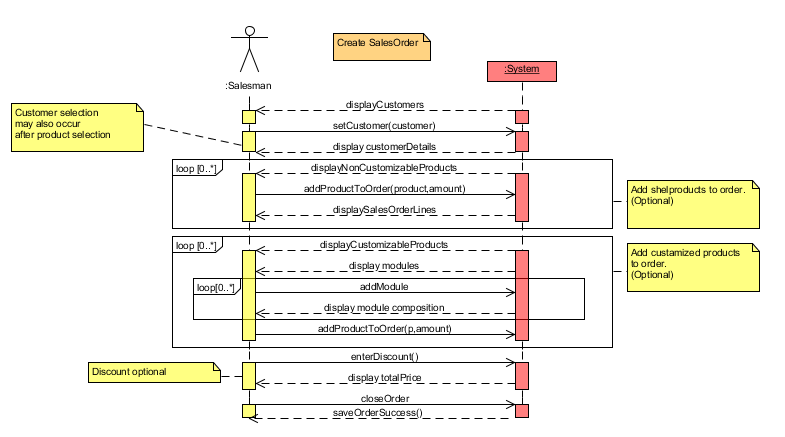 Create SalesOrder
:System
:Salesman
displayCustomers
Customer selection
may also occur
after product selection
setCustomer(customer)
display customerDetails
loop [0..*]
displayNonCustomizableProducts
addProductToOrder(product,amount)
Add shelproducts to order.
(Optional)
displaySalesOrderLines
loop [0..*]
displayCustomizableProducts
Add custamized products
to order.
(Optional)
display modules
loop[0..*]
addModule
display module composition
addProductToOrder(p,amount)
enterDiscount()
Discount optional
display totalPrice
closeOrder
saveOrderSuccess()